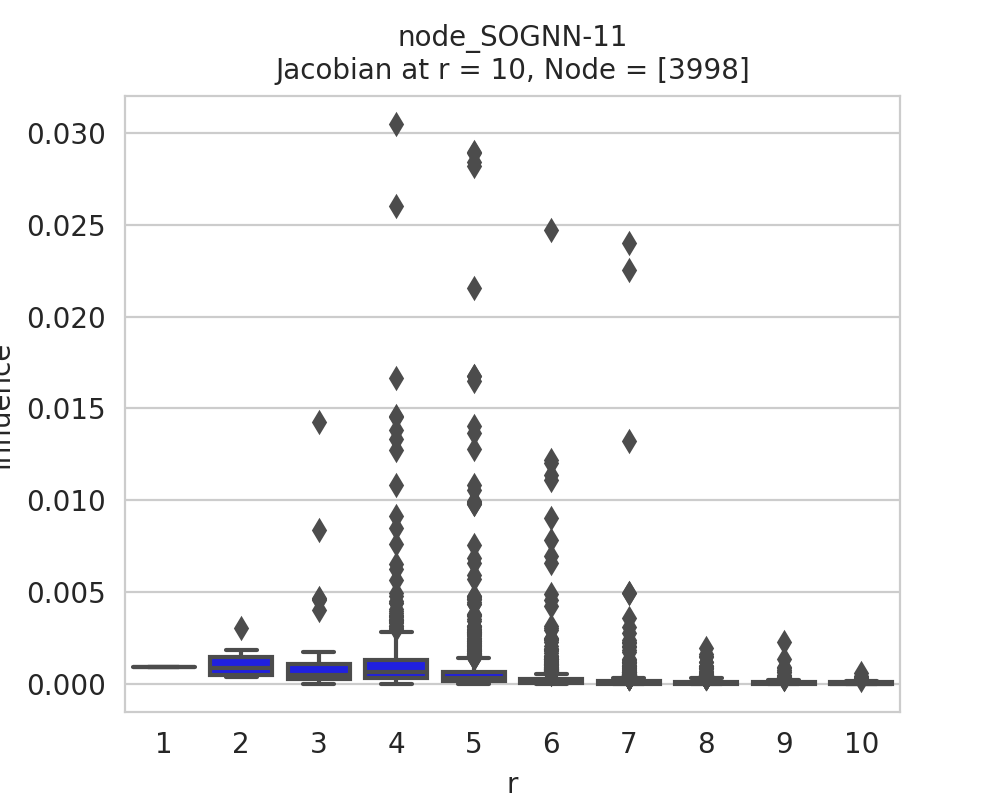 node_SOGNN-11
Jacobian at r = 10, Node = [3998]
0.030
0.025
0.020
0.015
0.010
0.005
0.000
influence
1 2 3 4 5 6 7 8 9 10
r